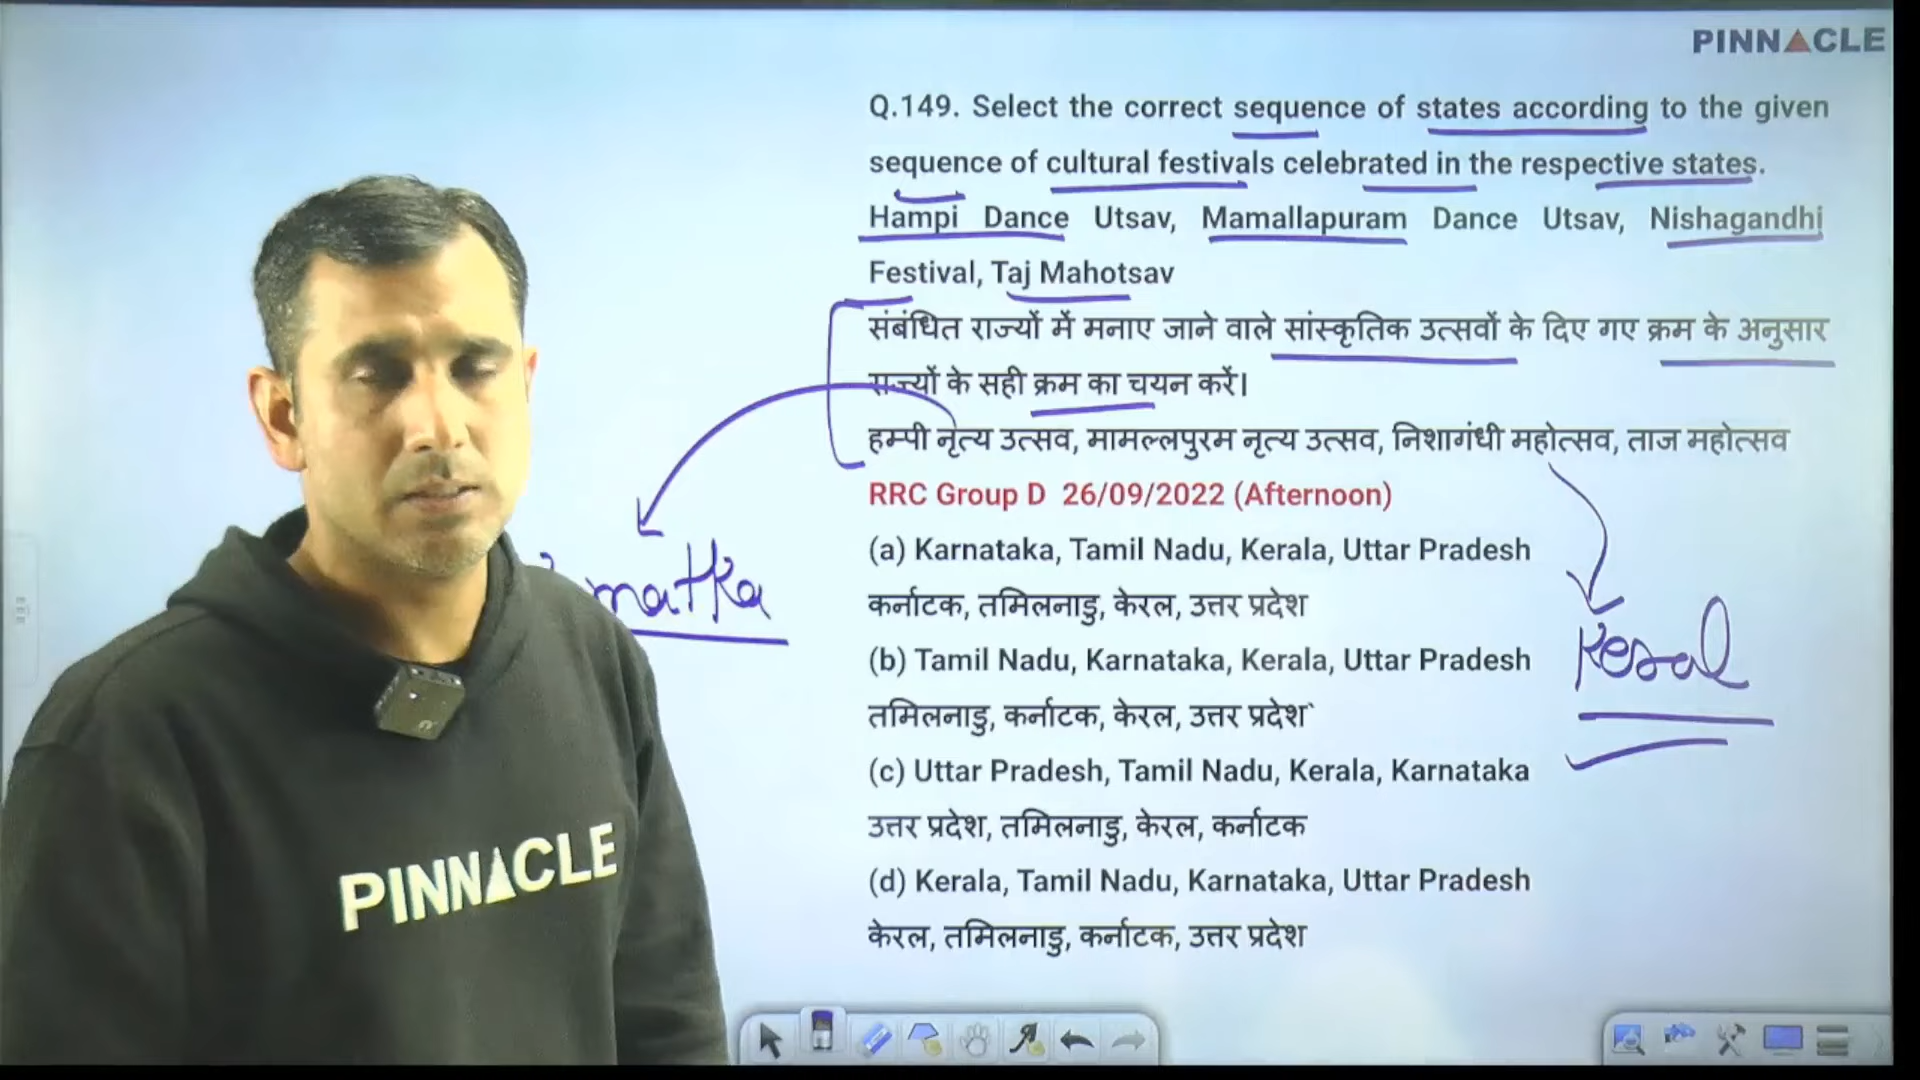 PINNACLE
Q.149. Select the correct sequence of states according to the given
sequence of cultural festivals celebrated in the respective states.
Hampi Dance Utsav, Mamallapuram Dance Utsav, Nishagandhi
Festival, Taj Mahotsav
संबंधित राज्यों में मनाए जाने वाले सांस्कृतिक उत्सवों के दिए गए क्रम के अनुसार
राज्यों के सही क्रम का चयन करें।
हम्पी नृत्य उत्सव, मामल्लपुरम नृत्य उत्सव, निशागंधी महोत्सव, ताज महोत्सव
RRC Group D 26/09/2022 (Afternoon)
(a) Karnataka, Tamil Nadu, Kerala, Uttar Pradesh
कर्नाटक, तमिलनाडु, केरल, उत्तर प्रदेश
(b) Tamil Nadu, Karnataka, Kerala, Uttar Pradesh
तमिलनाडु, कर्नाटक, केरल, उत्तर प्रदेश`
(c) Uttar Pradesh, Tamil Nadu, Kerala, Karnataka
उत्तर प्रदेश, तमिलनाडु, केरल, कर्नाटक
(d) Kerala, Tamil Nadu, Karnataka, Uttar Pradesh
केरल, तमिलनाडु, कर्नाटक, उत्तर प्रदेश
Keral
PINNACLE